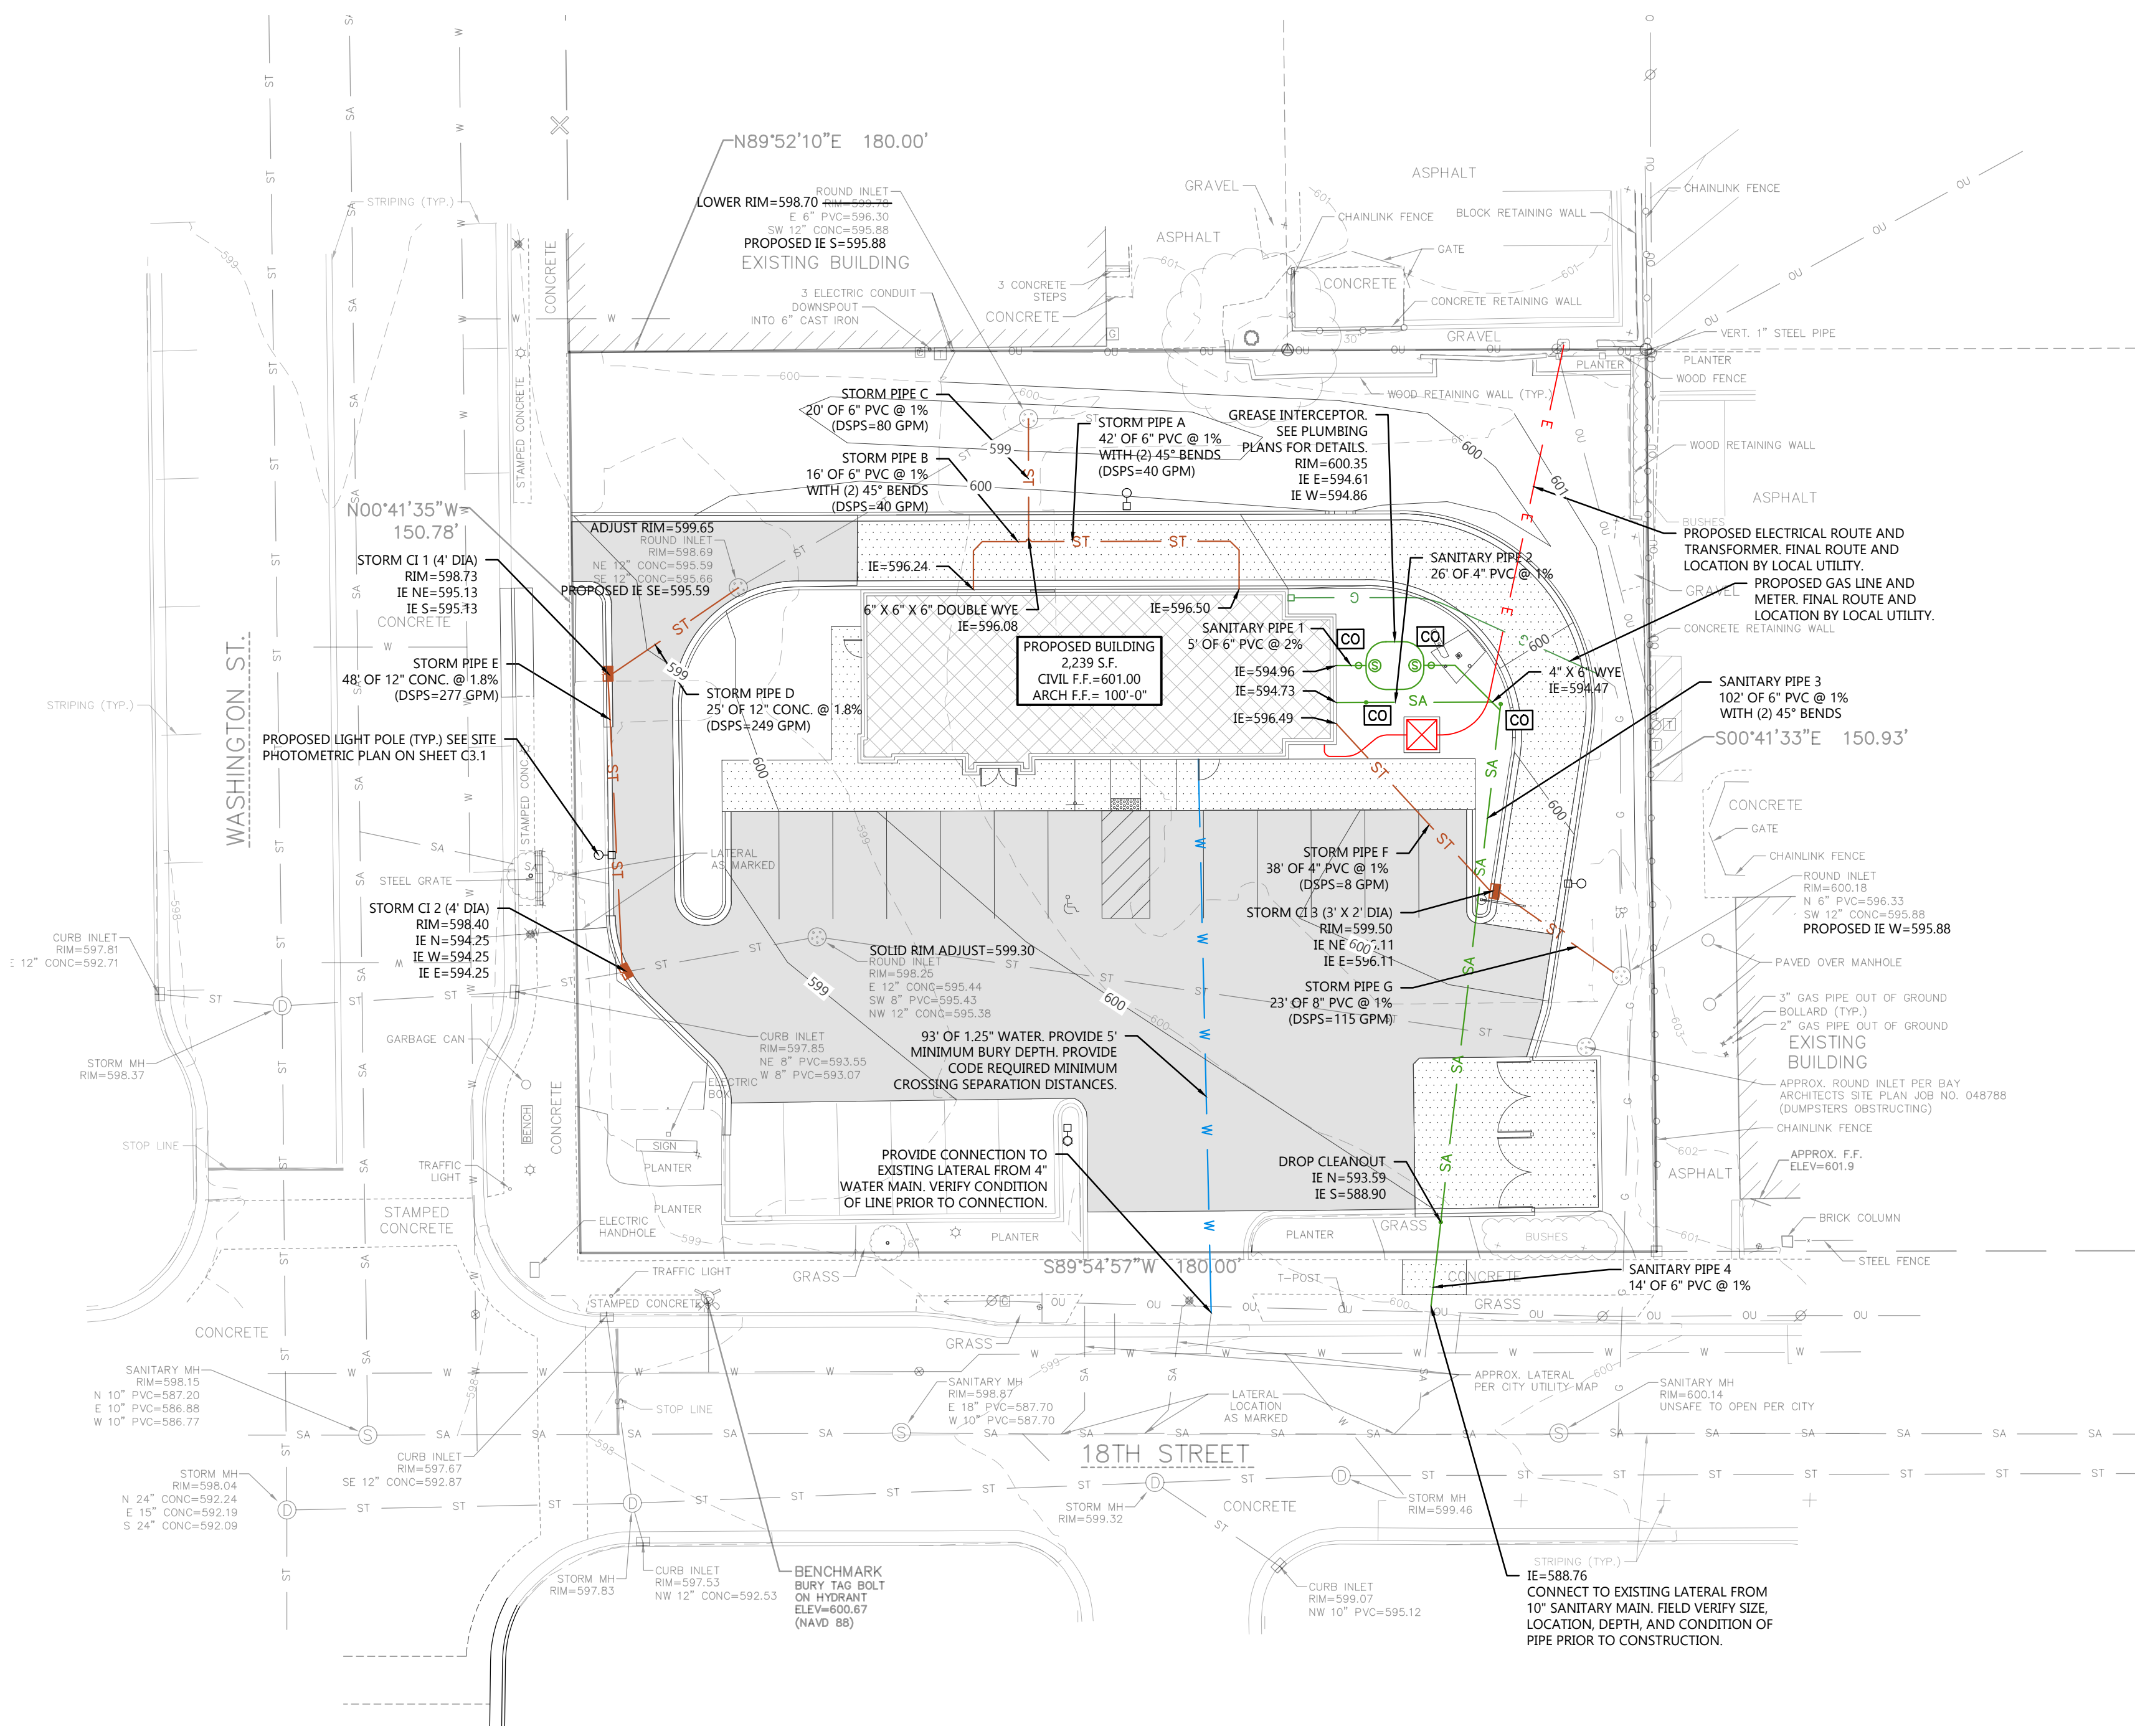 N89°52'10"E 180.00'
ROUND INLET
LOWER RIM=598.70 RIM=599.78
E 6" PVC=596.30
SW 12" CONC=595.88
PROPOSED IE S=595.88
EXISTING BUILDING
3 ELECTRIC CONDUIT
DOWNSPOUT
INTO 6" CAST IRON
3 CONCRETE
STEPS
CONCRETE
STRIPING (TYP.)
CONCRETE
STAMPED CONCRETE
GRAVEL
ASPHALT
ASPHALT
CHAINLINK FENCE
BLOCK RETAINING WALL
GATE
CONCRETE
CONCRETE RETAINING WALL
GRAVEL
30"
CHAINLINK FENCE
VERT. 1" STEEL PIPE
PLANTER
PLANTER
WOOD FENCE
WOOD RETAINING WALL (TYP.)
WOOD RETAINING WALL
ASPHALT
BUSHES
GRAVEL
CONCRETE RETAINING WALL
STORM PIPE C
20' OF 6" PVC @ 1%
(DSPS=80 GPM)
STORM PIPE A
42' OF 6" PVC @ 1%
WITH (2) 45° BENDS
(DSPS=40 GPM)
STORM PIPE B
16' OF 6" PVC @ 1%
WITH (2) 45° BENDS
(DSPS=40 GPM)
GREASE INTERCEPTOR.
SEE PLUMBING
PLANS FOR DETAILS.
RIM=600.35
IE E=594.61
IE W=594.86
N00°41'35"W
150.78'
ADJUST RIM=599.65
ROUND INLET
RIM=598.69
NE 12" CONC=595.59
SE 12" CONC=595.66
PROPOSED IE SE=595.59
STORM CI 1 (4' DIA)
RIM=598.73
IE NE=595.13
IE S=595.13
CONCRETE
IE=596.24
6" X 6" X 6" DOUBLE WYE
IE=596.08
IE=596.50
SANITARY PIPE 2
26' OF 4" PVC @ 1%
SANITARY PIPE 1
5' OF 6" PVC @ 2%
IE=594.96
IE=594.73
IE=596.49
CO
CO
CO
CO
4" X 6" WYE
IE=594.47
PROPOSED BUILDING
2,239 S.F.
CIVIL F.F.=601.00
ARCH F.F.= 100'-0"
PROPOSED ELECTRICAL ROUTE AND
TRANSFORMER. FINAL ROUTE AND
LOCATION BY LOCAL UTILITY.
PROPOSED GAS LINE AND
METER. FINAL ROUTE AND
LOCATION BY LOCAL UTILITY.
SANITARY PIPE 3
102' OF 6" PVC @ 1%
WITH (2) 45° BENDS
S00°41'33"E 150.93'
STORM PIPE E
48' OF 12" CONC. @ 1.8%
(DSPS=277 GPM)
STORM PIPE D
25' OF 12" CONC. @ 1.8%
(DSPS=249 GPM)
STRIPING (TYP.)
WASHINGTON ST.
PROPOSED LIGHT POLE (TYP.) SEE SITE
PHOTOMETRIC PLAN ON SHEET C3.1
STAMPED CONC.
LATERAL
AS MARKED
STEEL GRATE
STORM CI 2 (4' DIA)
RIM=598.40
IE N=594.25
IE W=594.25
IE E=594.25
CURB INLET
RIM=597.81
E 12" CONC=592.71
STORM PIPE F
38' OF 4" PVC @ 1%
(DSPS=8 GPM)
STORM CI 3 (3' X 2' DIA)
RIM=599.50
IE E=596.11
STORM PIPE G
23' OF 8" PVC @ 1%
(DSPS=115 GPM)
SOLID RIM ADJUST=599.30
ROUND INLET
RIM=598.25
E 12" CONC=595.44
SW 8" PVC=595.43
NW 12" CONC=595.38
CONCRETE
GATE
CHAINLINK FENCE
ROUND INLET
RIM=600.18
N 6" PVC=596.33
SW 12" CONC=595.88
PROPOSED IE W=595.88
PAVED OVER MANHOLE
3" GAS PIPE OUT OF GROUND
BOLLARD (TYP.)
2" GAS PIPE OUT OF GROUND
EXISTING
BUILDING
APPROX. ROUND INLET PER BAY
ARCHITECTS SITE PLAN JOB NO. 048788
(DUMPSTERS OBSTRUCTING)
CHAINLINK FENCE
APPROX. F.F.
ELEV=601.9
ASPHALT
BRICK COLUMN
STEEL FENCE
GARBAGE CAN
STORM MH
RIM=598.37
CURB INLET
RIM=597.85
NE 8" PVC=593.55
W 8" PVC=593.07
ELECTRIC
BOX
93' OF 1.25" WATER. PROVIDE 5'
MINIMUM BURY DEPTH. PROVIDE
CODE REQUIRED MINIMUM
CROSSING SEPARATION DISTANCES.
STOP LINE
BENCH
CONCRETE
SIGN
PLANTER
TRAFFIC
LIGHT
STAMPED
CONCRETE
PROVIDE CONNECTION TO
EXISTING LATERAL FROM 4"
WATER MAIN. VERIFY CONDITION
OF LINE PRIOR TO CONNECTION.
DROP CLEANOUT
IE N=593.59
IE S=588.90
PLANTER
ELECTRIC
HANDHOLE
PLANTER
PLANTER
GRASS
BUSHES
S89°54'57"W 180.00'
TRAFFIC LIGHT
GRASS
T-POST
CONCRETE
SANITARY PIPE 4
14' OF 6" PVC @ 1%
STAMPED CONCRETE
GRASS
CONCRETE
GRASS
SANITARY MH
RIM=598.15
N 10" PVC=587.20
E 10" PVC=586.88
W 10" PVC=586.77
STOP LINE
SANITARY MH
RIM=598.87
E 18" PVC=587.70
W 10" PVC=587.70
LATERAL
LOCATION
AS MARKED
APPROX. LATERAL
PER CITY UTILITY MAP
SANITARY MH
RIM=600.14
UNSAFE TO OPEN PER CITY
18TH STREET
CURB INLET
RIM=597.67
SE 12" CONC=592.87
STORM MH
RIM=598.04
N 24" CONC=592.24
E 15" CONC=592.19
S 24" CONC=592.09
STORM MH
RIM=599.32
CONCRETE
STORM MH
RIM=599.46
STORM MH
RIM=597.83
CURB INLET
RIM=597.53
NW 12" CONC=592.53
BENCHMARK
BURY TAG BOLT
ON HYDRANT
ELEV=600.67
(NAVD 88)
CURB INLET
RIM=599.07
NW 10" PVC=595.12
STRIPING (TYP.)
IE=588.76
CONNECT TO EXISTING LATERAL FROM
10" SANITARY MAIN. FIELD VERIFY SIZE,
LOCATION, DEPTH, AND CONDITION OF
PIPE PRIOR TO CONSTRUCTION.